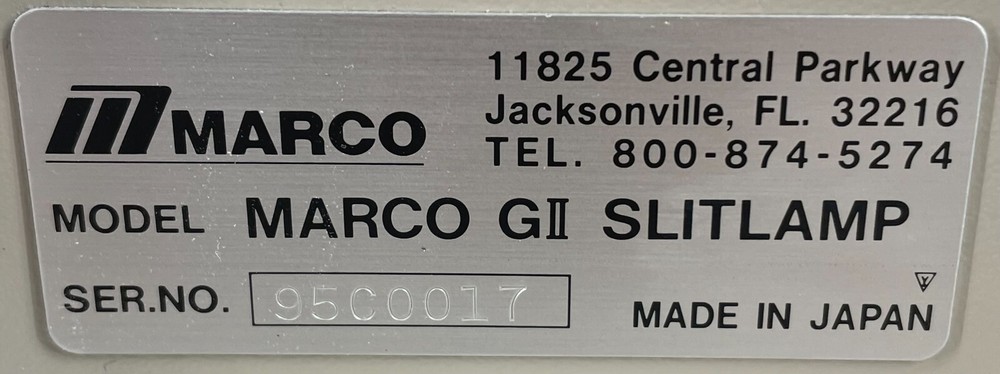 MARCO
11825 Central Parkway
Jacksonville, FL. 32216
TEL. 800-874-5274
MODEL MARCO GII SLITLAMP
SER.NO. 95C0017
MADE IN JAPAN